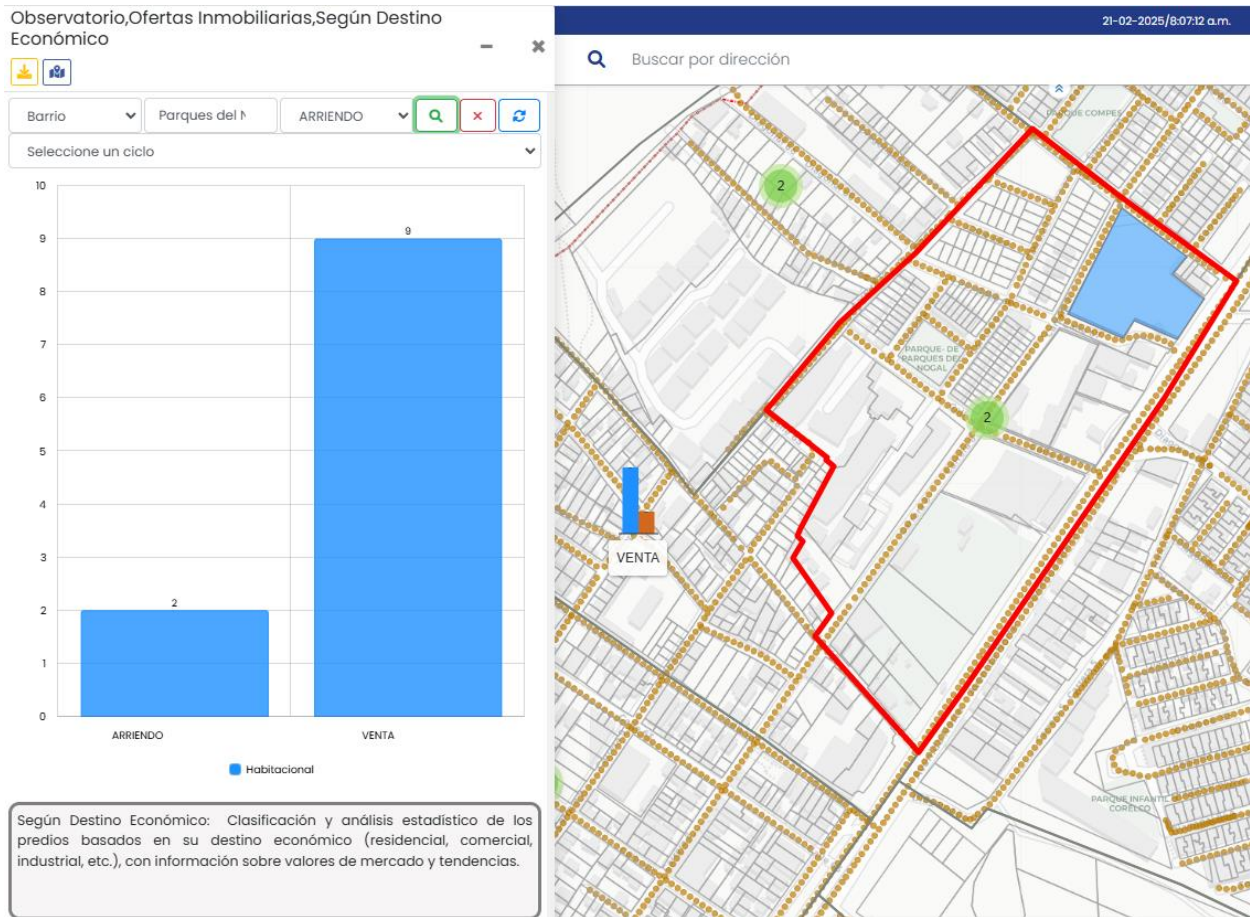 Observatorio,Ofertas Inmobiliarias,Según Destino
Económico
21-02-2025/8:07:12 a.m.
Buscar por dirección
Barrio
Parques del N
ARRIENDO
Seleccione un ciclo
10
9
8
7
6
5
4
3
2
1
0
2
9
ARRIENDO
VENTA
Habitacional
Según Destino Económico: Clasificación y análisis estadístico de los
predios basados en su destino económico (residencial, comercial,
industrial, etc.), con información sobre valores de mercado y tendencias.
PARQUE COMPES
2
PARQUE- DE
PARQUES DEL
NOGAL
2
VENTA
PARQUE INFANTIL
CORELCO